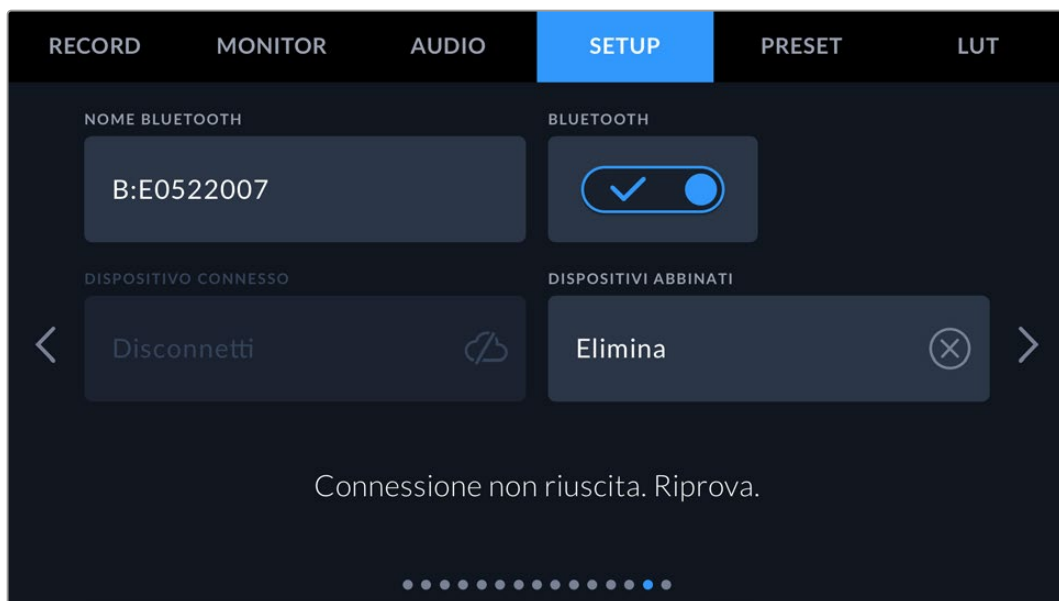 RECORD MONITOR AUDIO SETUP PRESET LUT
NOME BLUETOOTH BLUETOOTH
B:E0522007
DISPOSITIVO CONNESSO DISPOSITIVI ABBINATI
Disconnetti Elimina
Connessione non riuscita. Riprova.